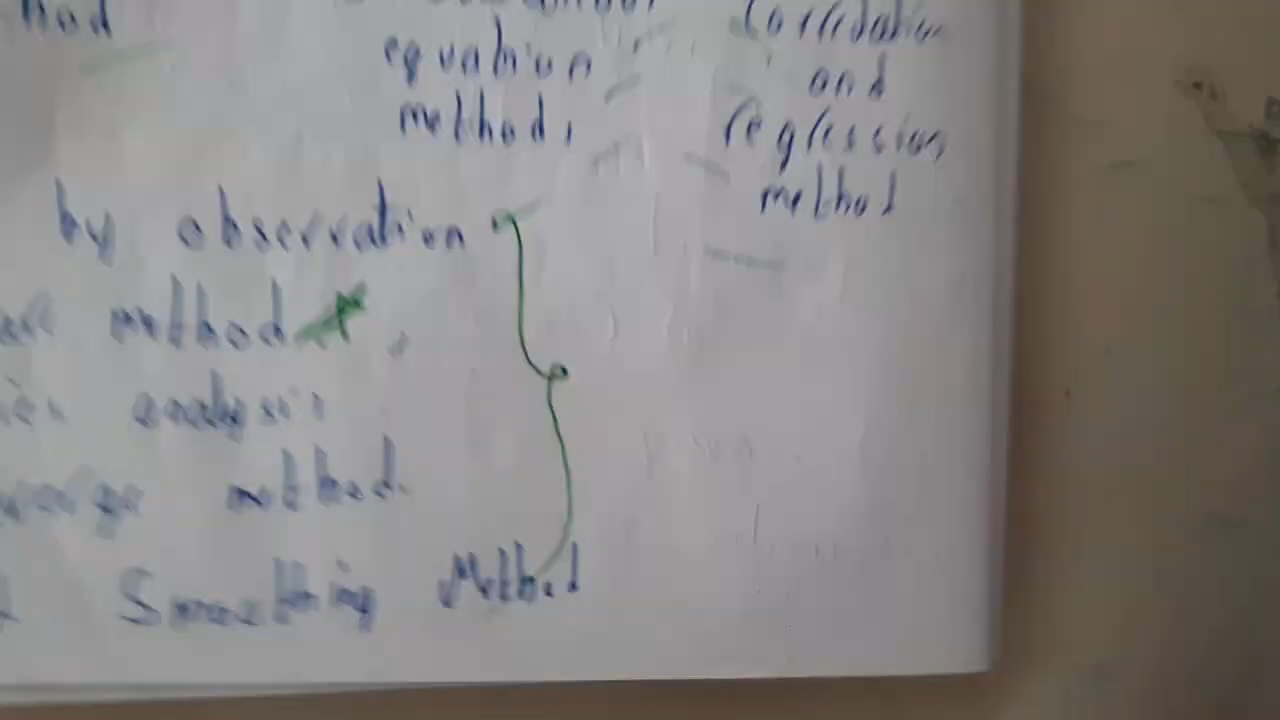 equation
method,
Correlation
and
regression
method
by observation
method
analysis
method.
Smoothing Method